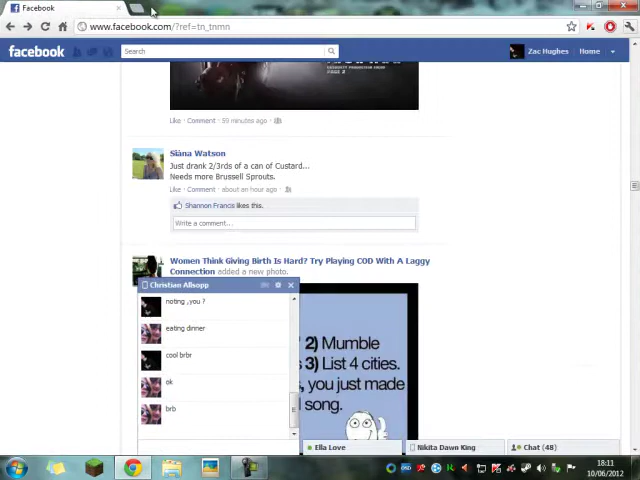 Facebook
www.facebook.com/?ref=tn_tnmn
facebook
Search
Zac Hughes
Home
Like · Comment · 59 minutes ago ·
Siàna Watson
Just drank 2/3rds of a can of Custard...
Needs more Brussell Sprouts.
Like · Comment · about an hour ago ·
Shannon Francis likes this.
Write a comment...
Women Think Giving Birth Is Hard? Try Playing COD With A Laggy
Connection added a new photo.
Christian Allsopp
noting ,you ?
eating dinner
cool brbr
ok
brb
2) Mumble
3) List 4 cities.
, you just made
song.
Ella Love
Nikita Dawn King
Chat (48)
18:11
10/06/2012